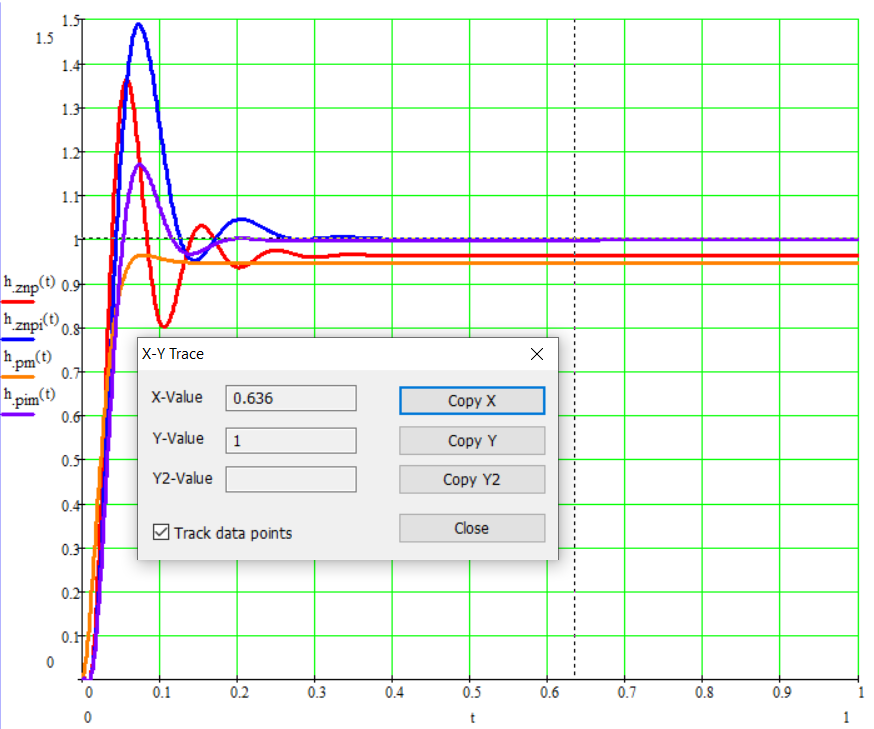 1.5
1.5
1.4
1.3
1.2
1.1
1
0.9
h.znp(t)
h.znpi(t)
0.8
h.pm(t)
0.7
h.pim(t)
0.6
0.5
0.4
0.3
0.2
0.1
0
X-Y Trace
X-Value 0.636 Copy X
Y-Value 1 Copy Y
Y2-Value Copy Y2
Track data points Close
0 0.1 0.2 0.3 0.4 0.5 0.6 0.7 0.8 0.9 1
0 t 1